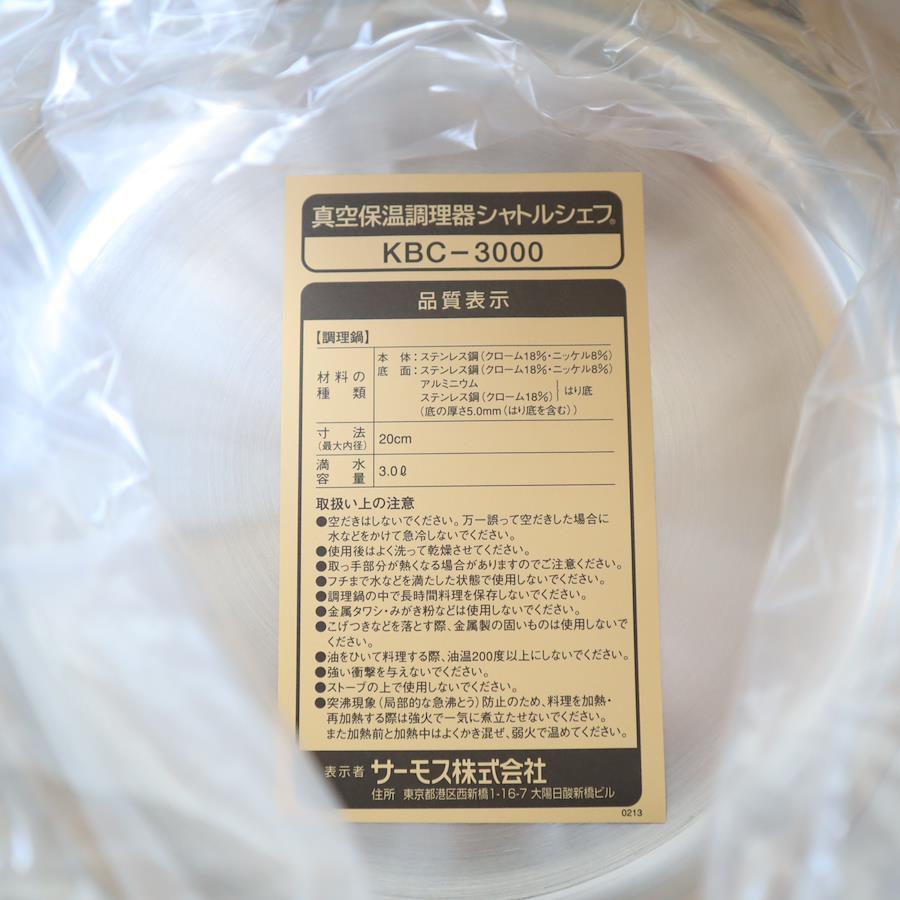 真空保温調理器シャトルシェフ®
KBC-3000
品質表示
【調理鍋】
材料の種類
本体：ステンレス鋼（クローム18%・ニッケル8%）
底面：ステンレス鋼（クローム18%・ニッケル8%）
アルミニウム
ステンレス鋼（クローム18%）
はり底
（底の厚さ5.0mm（はり底を含む））
寸法
（最大内径）
20cm
満水
容量
3.0ℓ
取扱い上の注意
●空だきはしないでください。万一誤って空だきした場合に
水などをかけて急冷しないでください。
●使用後はよく洗って乾燥させてください。
●取っ手部分が熱くなる場合がありますのでご注意ください。
●フチまで水などを満たした状態で使用しないでください。
●調理鍋の中で長時間料理を保存しないでください。
●金属タワシ・みがき粉などは使用しないでください。
●こげつきなどを落とす際、金属製の固いものは使用しないで
ください。
●油をひいて料理する際、油温200度以上にしないでください。
●強い衝撃を与えないでください。
●ストーブの上で使用しないでください。
●突沸現象（局部的な急沸とう）防止のため、料理を加熱・
再加熱する際は強火で一気に煮立たせないでください。
また加熱前と加熱中はよくかき混ぜ、弱火で温めてください。
表示者 サーモス株式会社
住所 東京都港区西新橋1-16-7 大陽日酸新橋ビル
0213